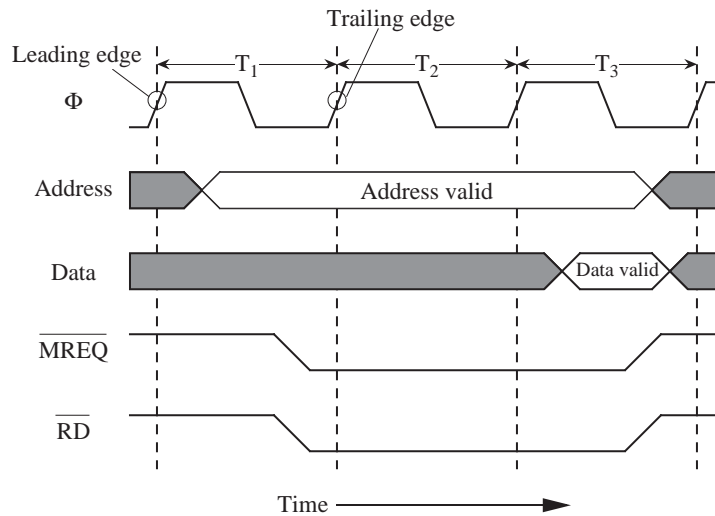 Trailing edge
Leading edge
T₁
T₂
T₃
Φ
Address
Address valid
Data
Data valid
MREQ
RD
Time